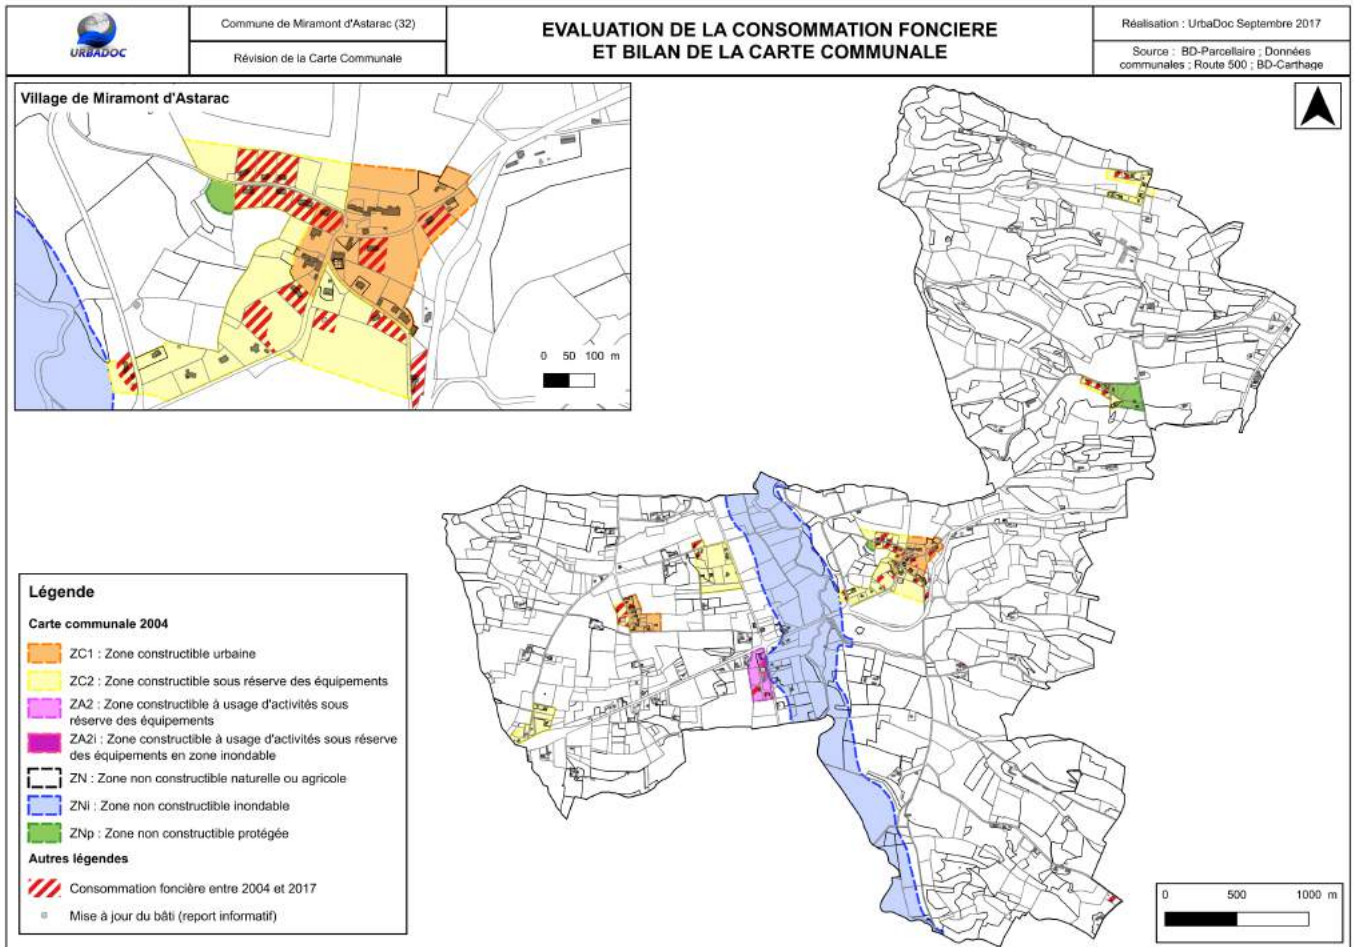 URBADOC
Commune de Miramont d'Astarac (32)
Révision de la Carte Communale
EVALUATION DE LA CONSOMMATION FONCIERE
ET BILAN DE LA CARTE COMMUNALE
Réalisation : UrbaDoc Septembre 2017
Source : BD-Parcellaire ; Données
communales ; Route 500 ; BD-Carthage
Village de Miramont d'Astarac
0 50 100 m
Légende
Carte communale 2004
ZC1 : Zone constructible urbaine
ZC2 : Zone constructible sous réserve des équipements
ZA2 : Zone constructible à usage d'activités sous
réserve des équipements
ZA2i : Zone constructible à usage d'activités sous réserve
des équipements en zone inondable
ZN : Zone non constructible naturelle ou agricole
ZNi : Zone non constructible inondable
ZNp : Zone non constructible protégée
Autres légendes
Consommation foncière entre 2004 et 2017
Mise à jour du bâti (report informatif)
0 500 1000 m